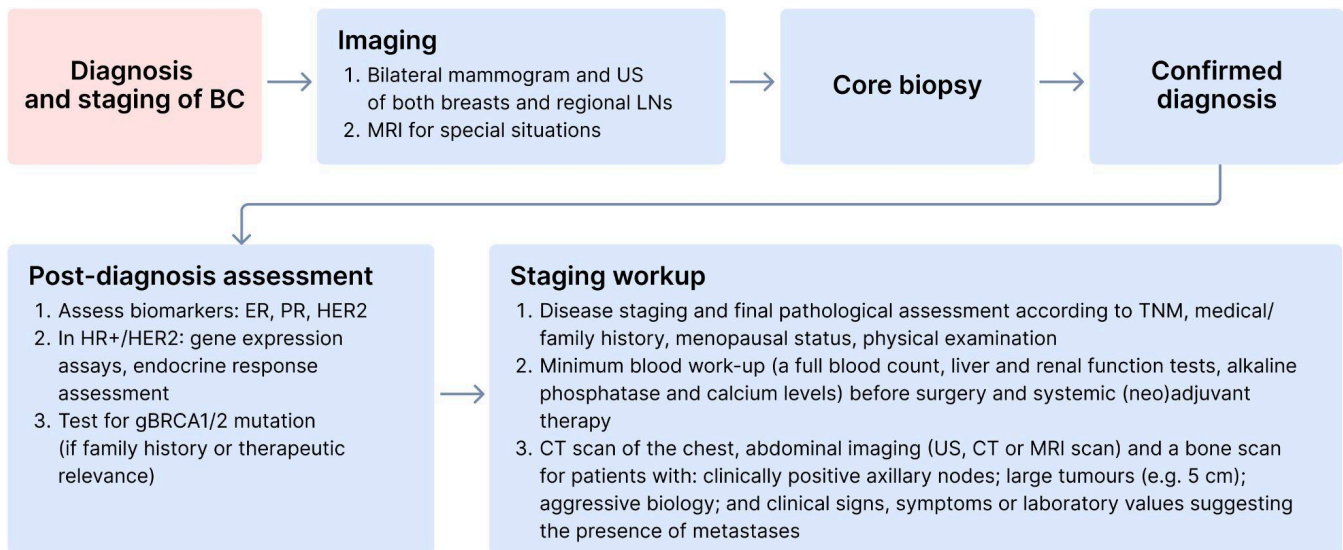 Diagnosis
and staging of BC
Imaging
1. Bilateral mammogram and US
of both breasts and regional LNs
2. MRI for special situations
Core biopsy
Confirmed
diagnosis
Post-diagnosis assessment
1. Assess biomarkers: ER, PR, HER2
2. In HR+/HER2: gene expression
assays, endocrine response
assessment
3. Test for gBRCA1/2 mutation
(if family history or therapeutic
relevance)
Staging workup
1. Disease staging and final pathological assessment according to TNM, medical/
family history, menopausal status, physical examination
2. Minimum blood work-up (a full blood count, liver and renal function tests, alkaline
phosphatase and calcium levels) before surgery and systemic (neo)adjuvant
therapy
3. CT scan of the chest, abdominal imaging (US, CT or MRI scan) and a bone scan
for patients with: clinically positive axillary nodes; large tumours (e.g. 5 cm);
aggressive biology; and clinical signs, symptoms or laboratory values suggesting
the presence of metastases